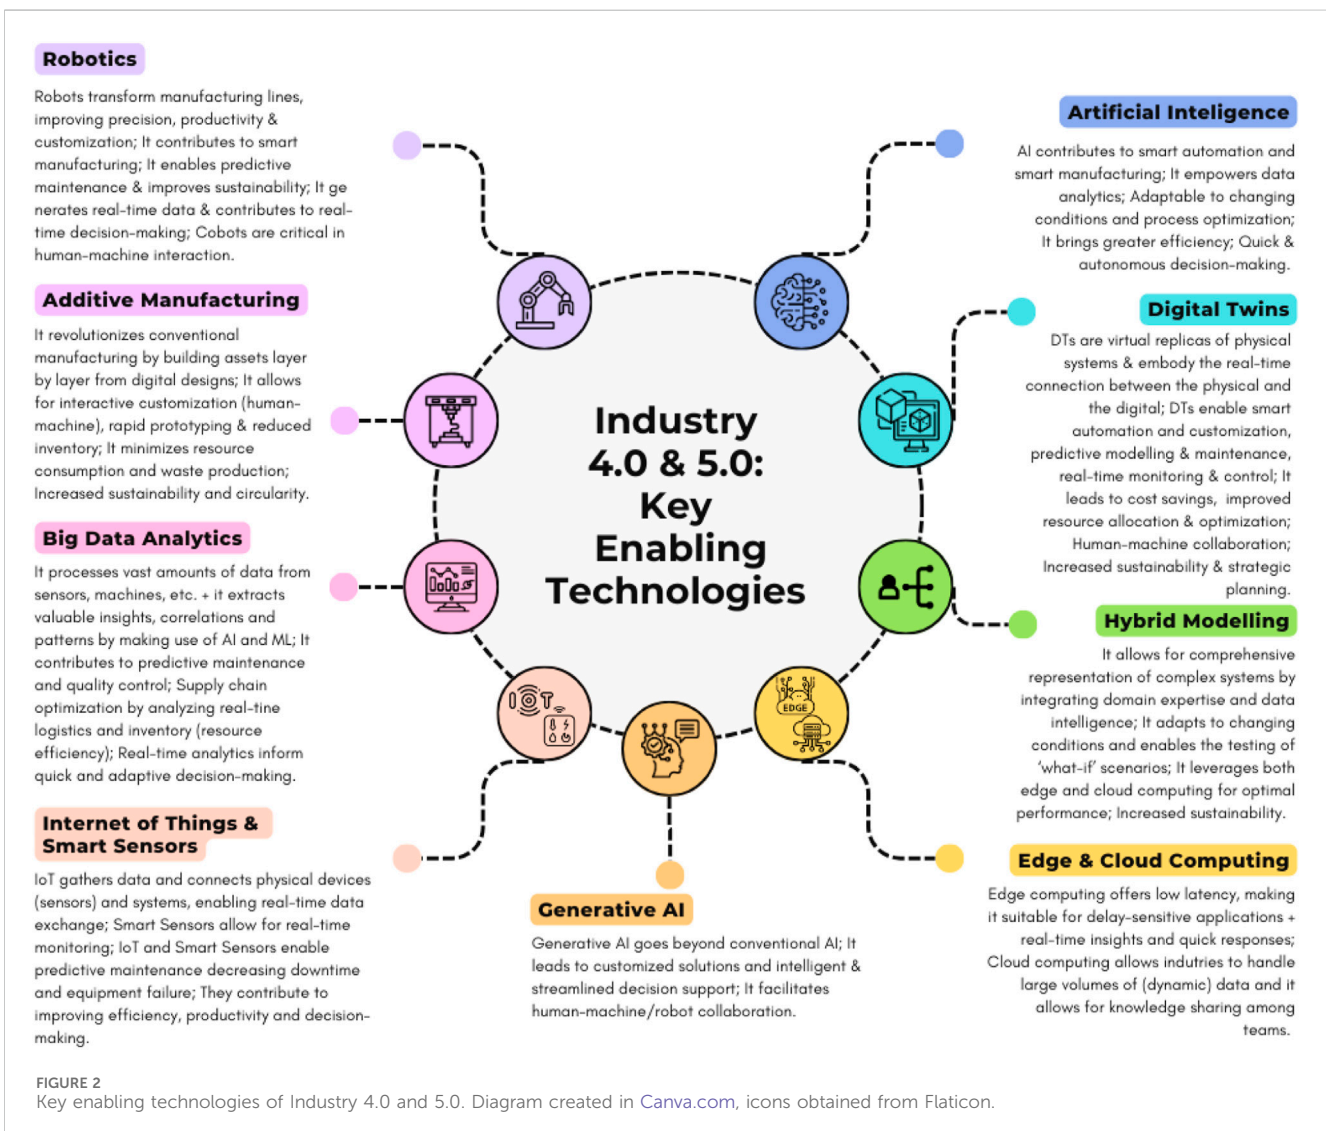 Robotics
Robots transform manufacturing lines,
improving precision, productivity &
customization; It contributes to smart
manufacturing; It enables predictive
maintenance & improves sustainability; It ge
nerates real-time data & contributes to real-
time decision-making; Cobots are critical in
human-machine interaction.
Additive Manufacturing
It revolutionizes conventional
manufacturing by building assets layer
by layer from digital designs; It allows
for interactive customization (human-
machine), rapid prototyping & reduced
inventory; It minimizes resource
consumption and waste production;
Increased sustainability and circularity.
Big Data Analytics
It processes vast amounts of data from
sensors, machines, etc. + it extracts
valuable insights, correlations and
patterns by making use of AI and ML; It
contributes to predictive maintenance
and quality control; Supply chain
optimization by analyzing real-tine
logistics and inventory (resource
efficiency); Real-time analytics inform
quick and adaptive decision-making.
Internet of Things &
Smart Sensors
IoT gathers data and connects physical devices
(sensors) and systems, enabling real-time data
exchange; Smart Sensors allow for real-time
monitoring; IoT and Smart Sensors enable
predictive maintenance decreasing downtime
and equipment failure; They contribute to
improving efficiency, productivity and decision-
making.
Industry
4.0 & 5.0:
Key
Enabling
Technologies
IOT
EDGE
Generative AI
Generative AI goes beyond conventional AI; It
leads to customized solutions and intelligent &
streamlined decision support; It facilitates
human-machine/robot collaboration.
Artificial Inteligence
AI contributes to smart automation and
smart manufacturing; It empowers data
analytics; Adaptable to changing
conditions and process optimization;
It brings greater efficiency; Quick &
autonomous decision-making.
Digital Twins
DTs are virtual replicas of physical
systems & embody the real-time
connection between the physical and
the digital; DTs enable smart
automation and customization,
predictive modelling & maintenance,
real-time monitoring & control; It
leads to cost savings, improved
resource allocation & optimization;
Human-machine collaboration;
Increased sustainability & strategic
planning.
Hybrid Modelling
It allows for comprehensive
representation of complex systems by
integrating domain expertise and data
intelligence; It adapts to changing
conditions and enables the testing of
‘what-if’ scenarios; It leverages both
edge and cloud computing for optimal
performance; Increased sustainability.
Edge & Cloud Computing
Edge computing offers low latency, making
it suitable for delay-sensitive applications +
real-time insights and quick responses;
Cloud computing allows indutries to handle
large volumes of (dynamic) data and it
allows for knowledge sharing among
teams.
FIGURE 2
Key enabling technologies of Industry 4.0 and 5.0. Diagram created in Canva.com, icons obtained from Flaticon.